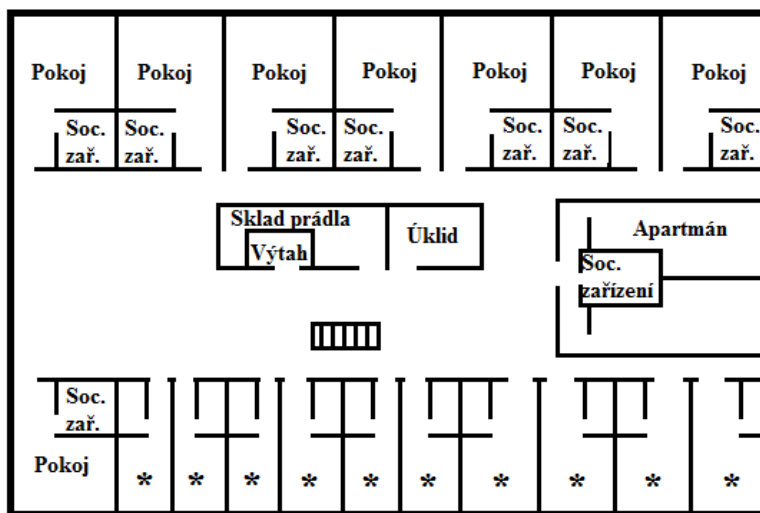 Pokoj Pokoj Pokoj Pokoj Pokoj Pokoj Pokoj
Soc. Soc. Soc. Soc. Soc. Soc. Soc.
zař. zař. zař. zař. zař. zař. zař.
Sklad prádla
Výtah
Úklid
Apartmán
Soc.
zařízení
Soc.
zař.
Pokoj * * * * * * * * * *